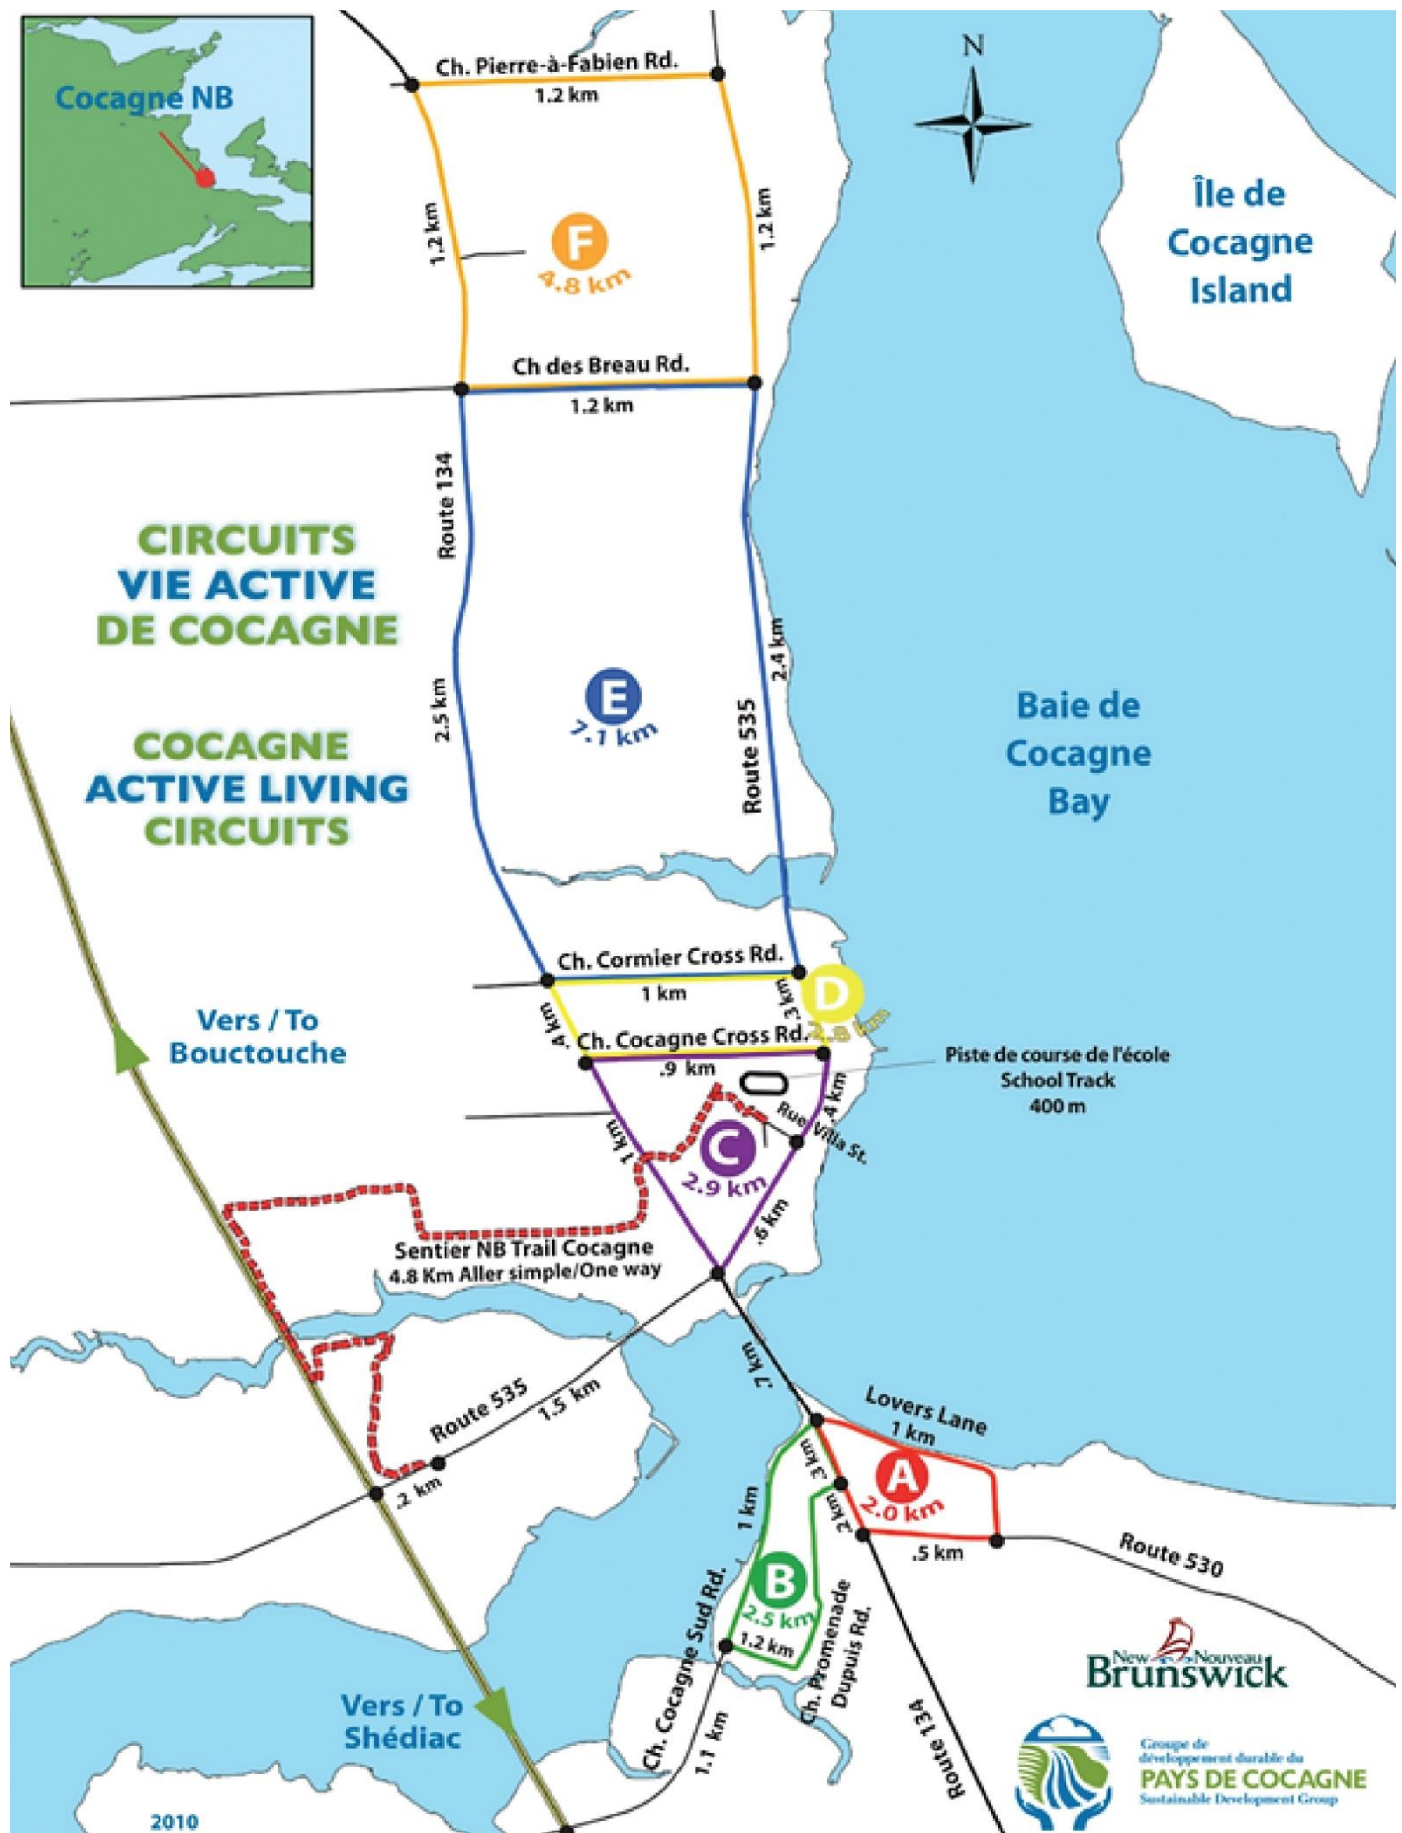 Cocagne NB
N
Ch. Pierre-à-Fabien Rd.
1.2 km
1.2 km
1.2 km
F
4.8 km
Île de
Cocagne
Island
Ch des Breau Rd.
1.2 km
Route 134
CIRCUITS
VIE ACTIVE
DE COCAGNE
COCAGNE
ACTIVE LIVING
CIRCUITS
2.5 km
E
7.1 km
2.4 km
Route 535
Baie de
Cocagne
Bay
Ch. Cormier Cross Rd.
1 km
.3 km
D
2.8 km
.4 km
Ch. Cocagne Cross Rd.
.9 km
Vers / To
Bouctouche
Piste de course de l'école
School Track
400 m
.4 km
Rue Villa St.
1 km
C
2.9 km
.6 km
Sentier NB Trail Cocagne
4.8 Km Aller simple/One way
.7 km
Route 535
1.5 km
.2 km
Lovers Lane
1 km
.3 km
A
2.0 km
.2 km
.5 km
Route 530
1 km
B
2.5 km
1.2 km
Ch. Promenade
Dupuis Rd.
Ch. Cocagne Sud Rd.
1.1 km
Route 134
Vers / To
Shédiac
2010
New Nouveau
Brunswick
Groupe de
développement durable du
PAYS DE COCAGNE
Sustainable Development Group